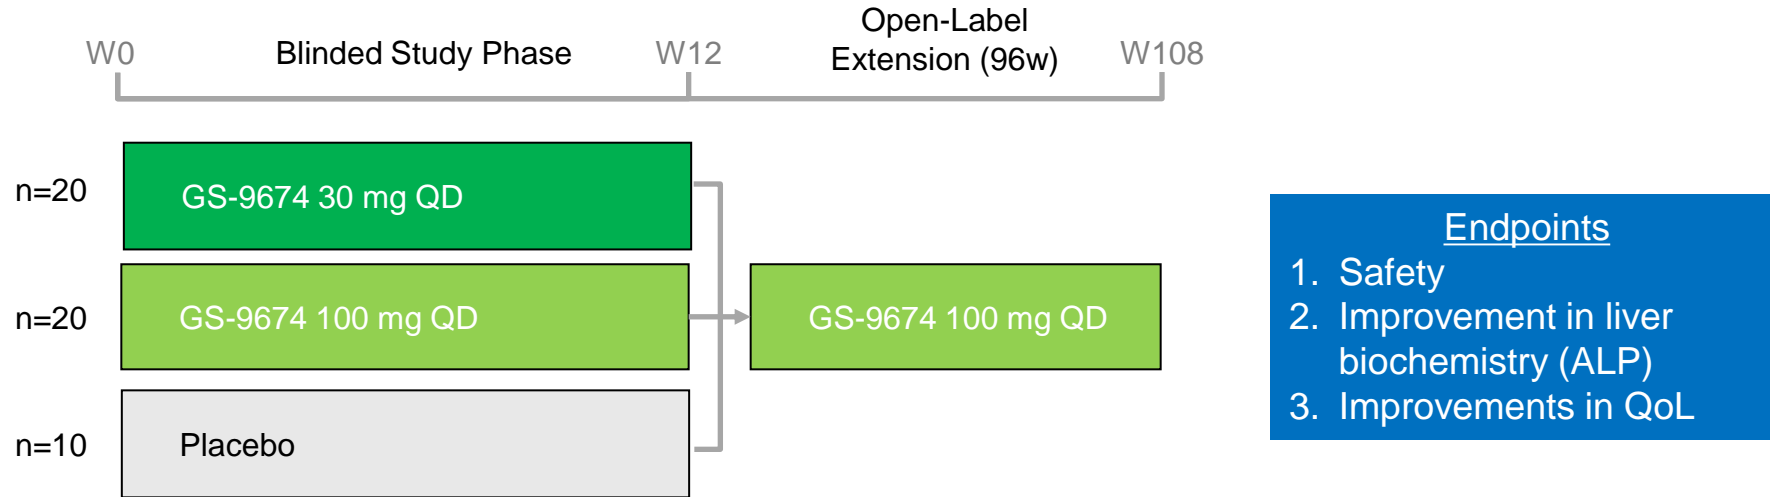 W0
Blinded Study Phase
W12
Open-Label
Extension (96w)
W108
n=20
GS-9674 30 mg QD
n=20
GS-9674 100 mg QD
GS-9674 100 mg QD
n=10
Placebo
Endpoints
1. Safety
2. Improvement in liver
biochemistry (ALP)
3. Improvements in QoL